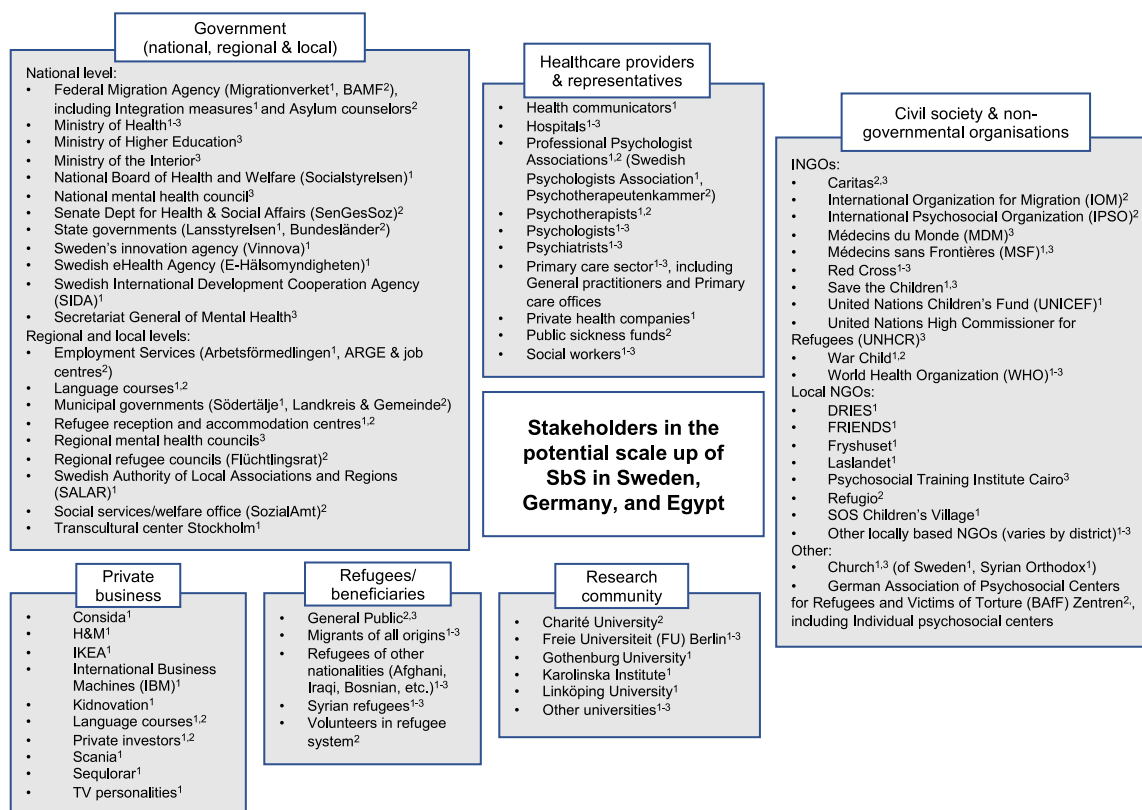 Government
(national, regional & local)
National level:
• Federal Migration Agency (Migrationverket¹, BAMF²),
including Integration measures¹ and Asylum counselors²
• Ministry of Health¹⁻³
• Ministry of Higher Education³
• Ministry of the Interior³
• National Board of Health and Welfare (Socialstyrelsen)¹
• National mental health council³
• Senate Dept for Health & Social Affairs (SenGesSoz)²
• State governments (Lansstyrelsen¹, Bundesländer²)
• Sweden's innovation agency (Vinnova)¹
• Swedish eHealth Agency (E-Hälsomyndigheten)¹
• Swedish International Development Cooperation Agency
(SIDA)¹
• Secretariat General of Mental Health³
Regional and local levels:
• Employment Services (Arbetsförmedlingen¹, ARGE & job
centres²)
• Language courses¹,²
• Municipal governments (Södertälje¹, Landkreis & Gemeinde²)
• Refugee reception and accommodation centres¹,²
• Regional mental health councils³
• Regional refugee councils (Flüchtlingsrat)²
• Swedish Authority of Local Associations and Regions
(SALAR)¹
• Social services/welfare office (SozialAmt)²
• Transcultural center Stockholm¹
Healthcare providers
& representatives
• Health communicators¹
• Hospitals¹⁻³
• Professional Psychologist
Associations¹,² (Swedish
Psychologists Association¹,
Psychotherapeutenkammer²)
• Psychotherapists¹,²
• Psychologists¹⁻³
• Psychiatrists¹⁻³
• Primary care sector¹⁻³, including
General practitioners and Primary
care offices
• Private health companies¹
• Public sickness funds²
• Social workers¹⁻³
Civil society & non-
governmental organisations
INGOs:
• Caritas²,³
• International Organization for Migration (IOM)²
• International Psychosocial Organization (IPSO)²
• Médecins du Monde (MDM)³
• Médecins sans Frontières (MSF)¹,³
• Red Cross¹⁻³
• Save the Children¹,³
• United Nations Children's Fund (UNICEF)¹
• United Nations High Commissioner for
Refugees (UNHCR)³
• War Child¹,²
• World Health Organization (WHO)¹⁻³
Local NGOs:
• DRIES¹
• FRIENDS¹
• Fryshuset¹
• Laslandet¹
• Psychosocial Training Institute Cairo³
• Refugio²
• SOS Children's Village¹
• Other locally based NGOs (varies by district)¹⁻³
Other:
• Church¹,³ (of Sweden¹, Syrian Orthodox¹)
• German Association of Psychosocial Centers
for Refugees and Victims of Torture (BAfF) Zentren²,,
including Individual psychosocial centers
Stakeholders in the
potential scale up of
SbS in Sweden,
Germany, and Egypt
Private
business
• Consida¹
• H&M¹
• IKEA¹
• International Business
Machines (IBM)¹
• Kidnovation¹
• Language courses¹,²
• Private investors¹,²
• Scania¹
• Sequlorar¹
• TV personalities¹
Refugees/
beneficiaries
• General Public²,³
• Migrants of all origins¹⁻³
• Refugees of other
nationalities (Afghani,
Iraqi, Bosnian, etc.)¹⁻³
• Syrian refugees¹⁻³
• Volunteers in refugee
system²
Research
community
• Charité University²
• Freie Universiteit (FU) Berlin¹⁻³
• Gothenburg University¹
• Karolinska Institute¹
• Linköping University¹
• Other universities¹⁻³